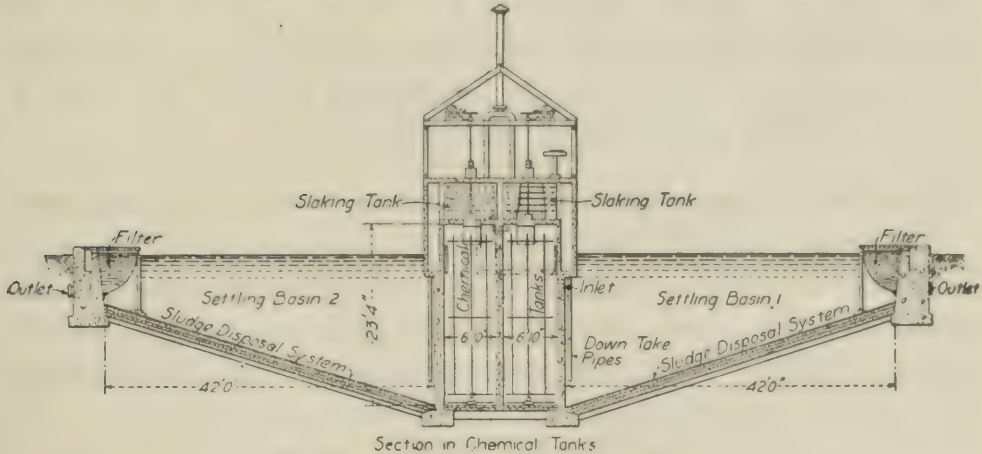 Slaking Tank
Slaking Tank
Filter
Filter
Outlet
Settling Basin 2
Chemical
Tanks
Inlet
Settling Basin 1
Outlet
23'4"
6'0"
6'10"
Sludge Disposal System
Down Take
Pipes
Sludge Disposal System
42'0"
42'0"
Section in Chemical Tanks